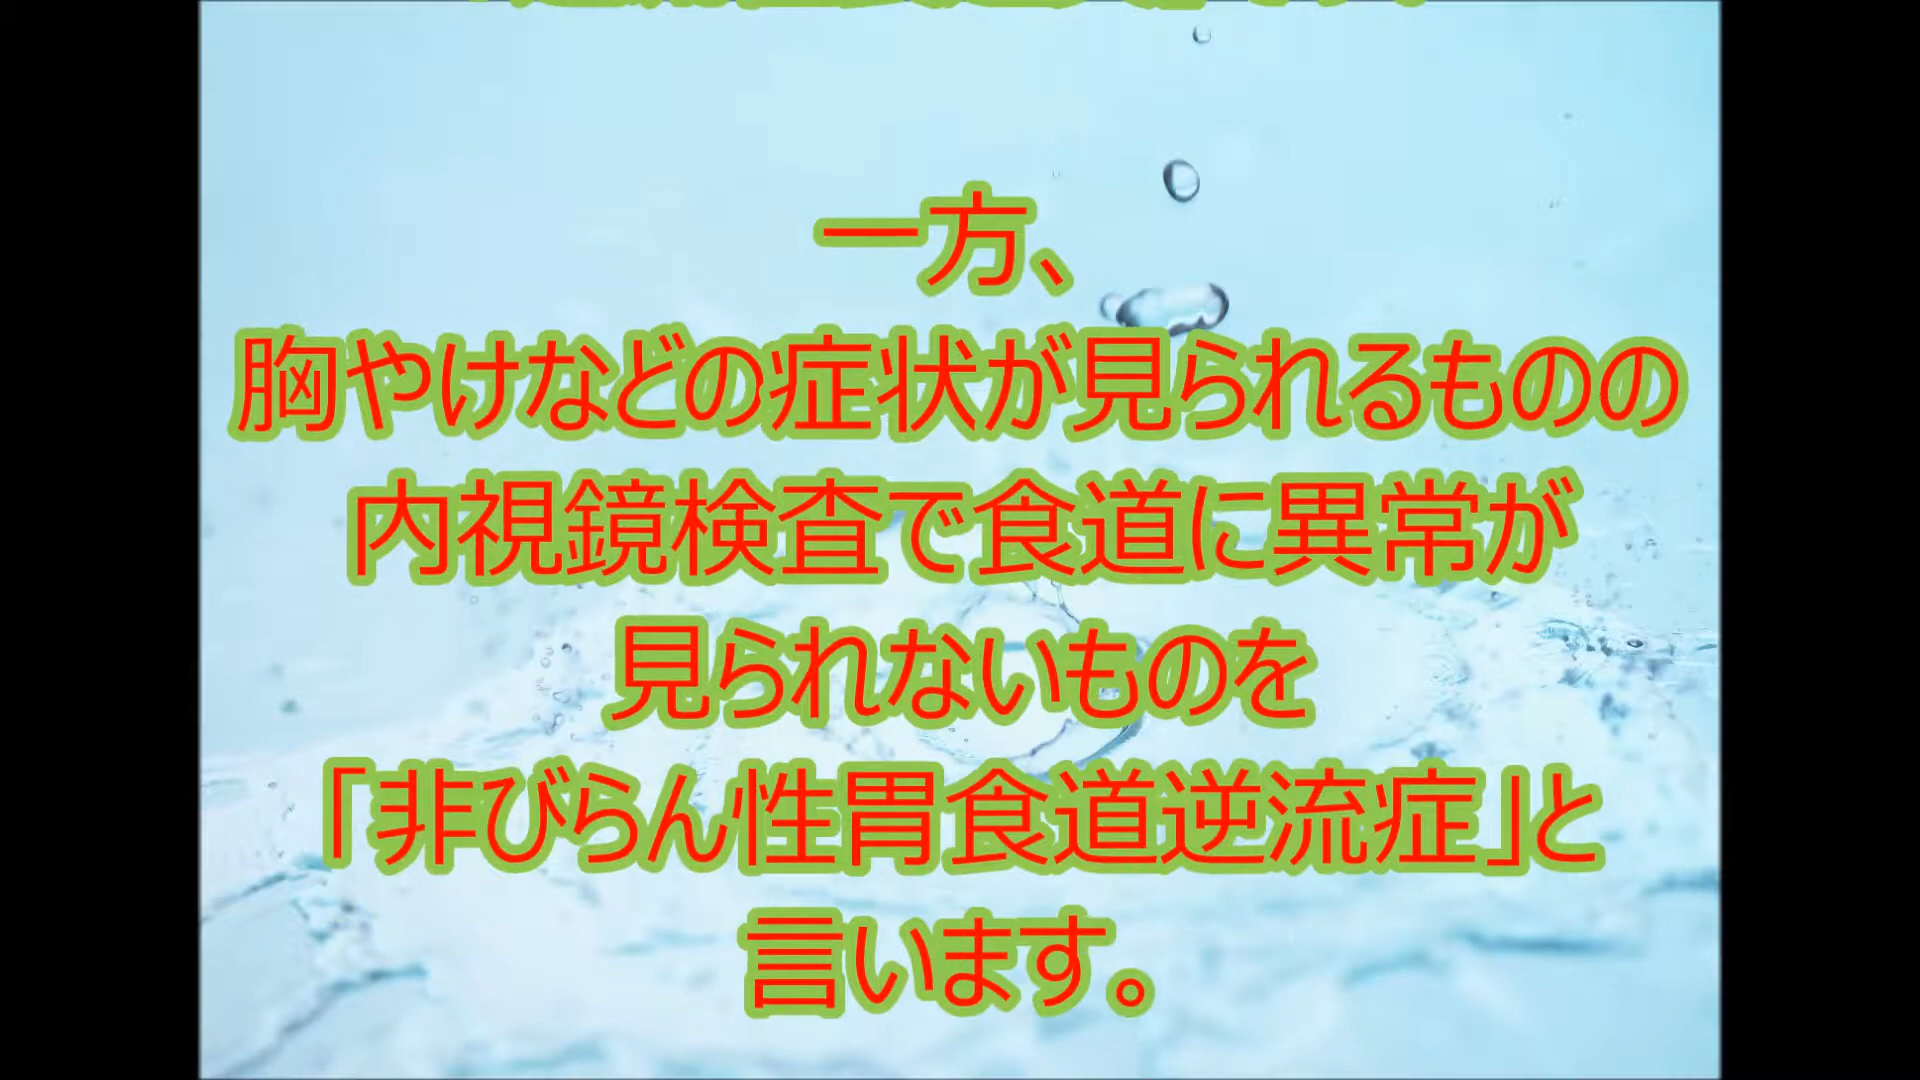 一方、
胸やけなどの症状が見られるものの
内視鏡検査で食道に異常が
見られないものを
「非びらん性胃食道逆流症」と
言います。